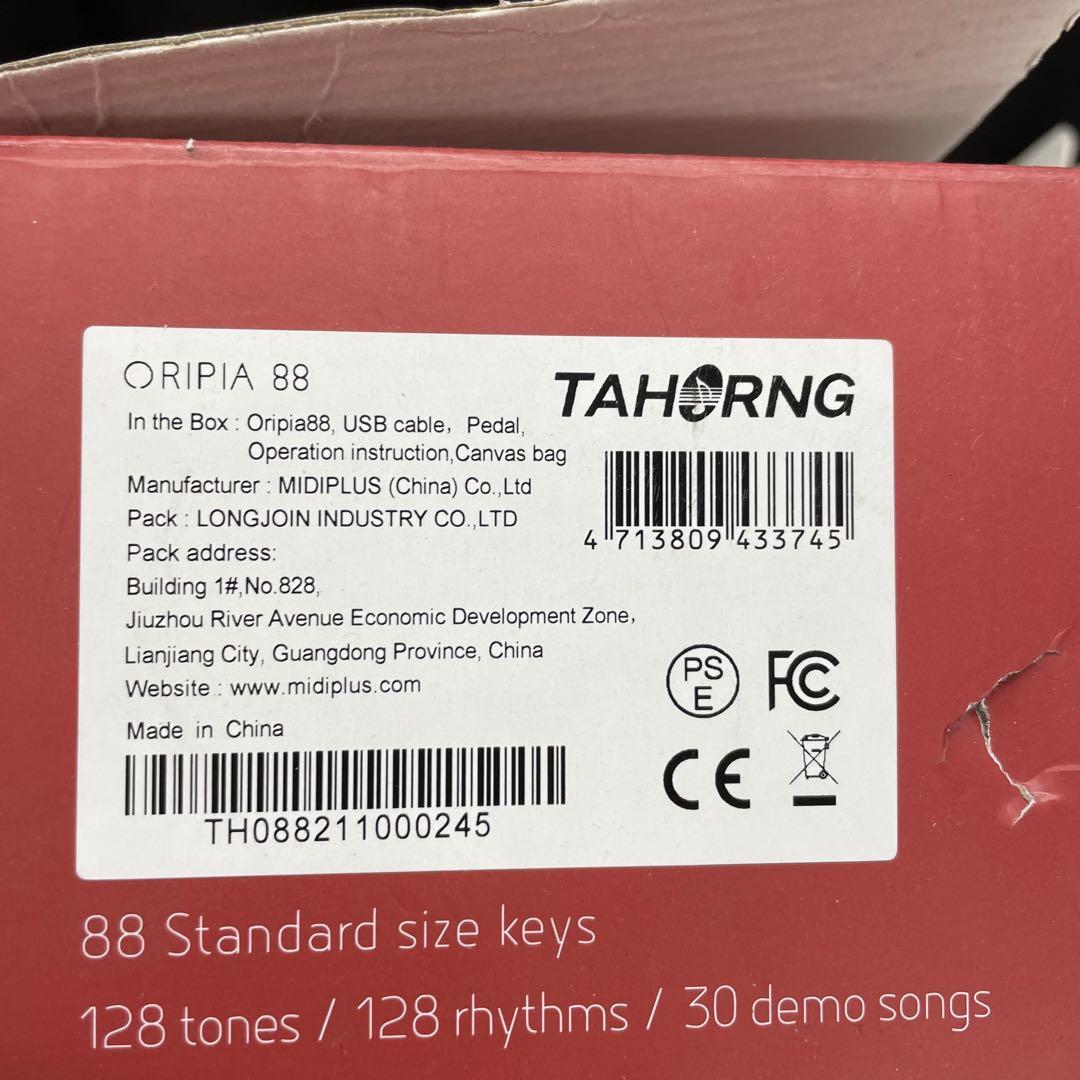 ORIPIA 88
TAHORNG
In the Box : Oripia88, USB cable, Pedal,
Operation instruction,Canvas bag
Manufacturer : MIDIPLUS (China) Co.,Ltd
Pack : LONGJOIN INDUSTRY CO.,LTD
4 713809 433745
Pack address:
Building 1#,No.828,
Jiuzhou River Avenue Economic Development Zone,
Lianjiang City, Guangdong Province, China
Website : www.midiplus.com
PS
E
FC
Made in China
CE
TH088211000245
88 Standard size keys
128 tones / 128 rhythms / 30 demo songs